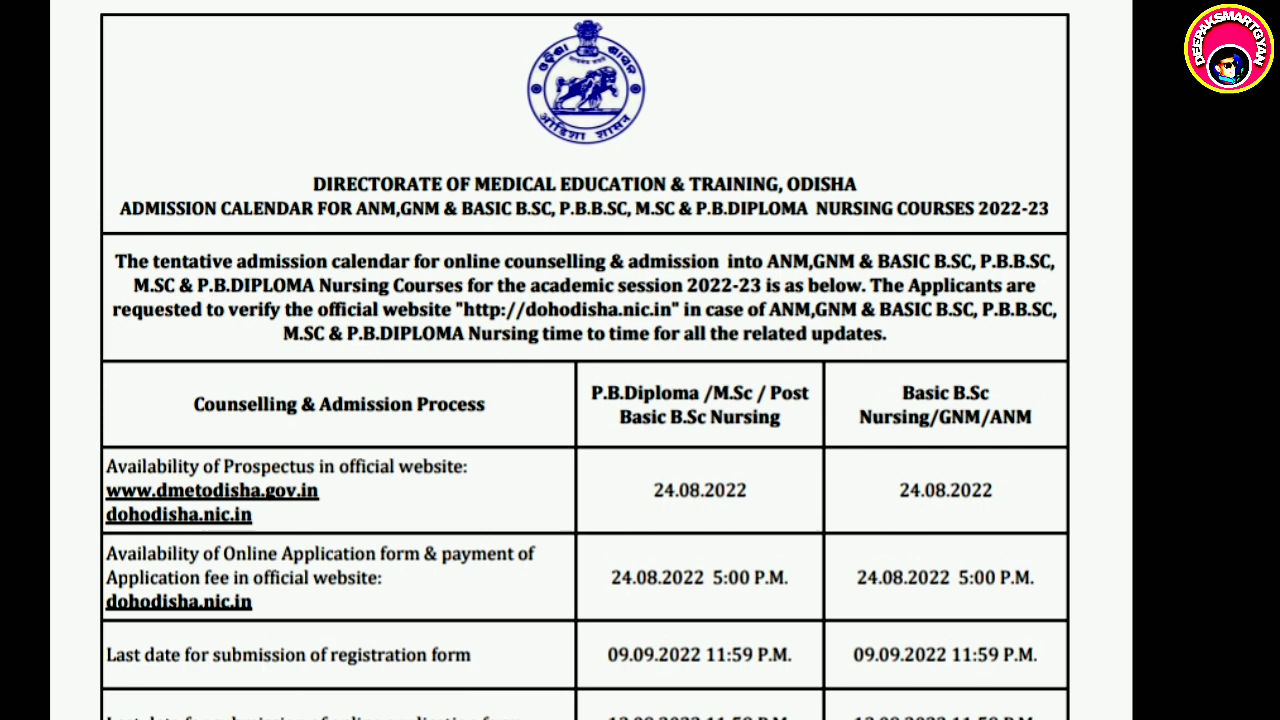 DEEPAKSMARTGYAN
ଓଡ଼ିଶା ଶାସନ
ओडिशा शासन
DIRECTORATE OF MEDICAL EDUCATION & TRAINING, ODISHA
ADMISSION CALENDAR FOR ANM,GNM & BASIC B.SC, P.B.B.SC, M.SC & P.B.DIPLOMA NURSING COURSES 2022-23
The tentative admission calendar for online counselling & admission into ANM,GNM & BASIC B.SC, P.B.B.SC,
M.SC & P.B.DIPLOMA Nursing Courses for the academic session 2022-23 is as below. The Applicants are
requested to verify the official website "http://dohodisha.nic.in" in case of ANM,GNM & BASIC B.SC, P.B.B.SC,
M.SC & P.B.DIPLOMA Nursing time to time for all the related updates.
Counselling & Admission Process
P.B.Diploma /M.Sc / Post
Basic B.Sc Nursing
Basic B.Sc
Nursing/GNM/ANM
Availability of Prospectus in official website:
www.dmetodisha.gov.in
dohodisha.nic.in
24.08.2022
24.08.2022
Availability of Online Application form & payment of
Application fee in official website:
dohodisha.nic.in
24.08.2022 5:00 P.M.
24.08.2022 5:00 P.M.
Last date for submission of registration form
09.09.2022 11:59 P.M.
09.09.2022 11:59 P.M.